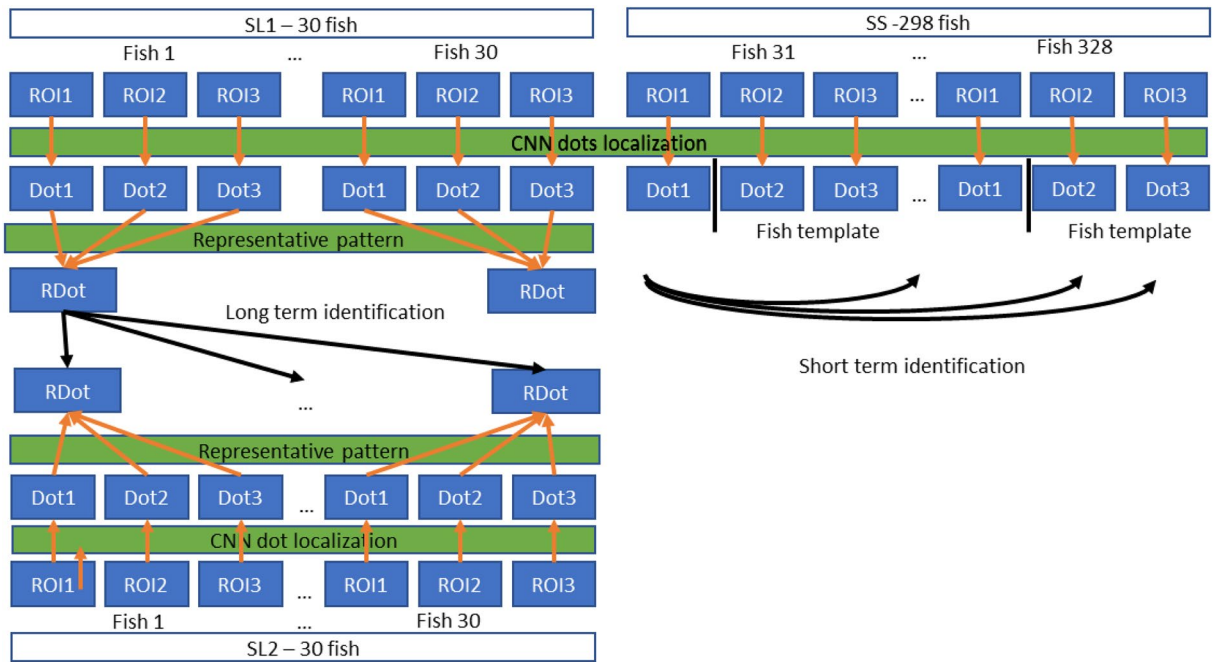 SL1 – 30 fish
SS -298 fish
Fish 1 ... Fish 30
Fish 31 ... Fish 328
ROI1 ROI2 ROI3 ROI1 ROI2 ROI3 ROI1 ROI2 ROI3 ... ROI1 ROI2 ROI3
CNN dots localization
Dot1 Dot2 Dot3 Dot1 Dot2 Dot3 Dot1 Dot2 Dot3 ... Dot1 Dot2 Dot3
Representative pattern
Fish template Fish template
RDot RDot
Long term identification
Short term identification
RDot ... RDot
Representative pattern
Dot1 Dot2 Dot3 ... Dot1 Dot2 Dot3
CNN dot localization
ROI1 ROI2 ROI3 ... ROI1 ROI2 ROI3
Fish 1 ... Fish 30
SL2 – 30 fish